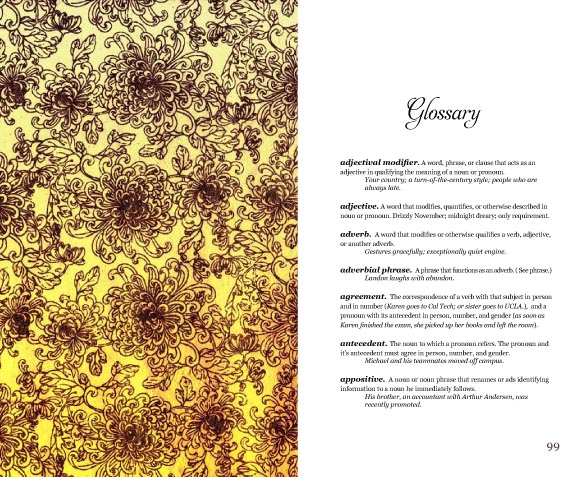 Glossary
adjectival modifier. A word, phrase, or clause that acts as an
adjective in qualifying the meaning of a noun or pronoun.
Your country; a turn-of-the-century style; people who are
always late.
adjective. A word that modifies, quantifies, or otherwise described in
noun or pronoun. Drizzly November; midnight dreary; only requirement.
adverb. A word that modifies or otherwise qualifies a verb, adjective,
or another adverb.
Gestures gracefully; exceptionally quiet engine.
adverbial phrase. A phrase that functions as an adverb. ( See phrase.)
Landon laughs with abandon.
agreement. The correspondence of a verb with that subject in person
and in number (Karen goes to Cal Tech; or sister goes to UCLA.), and a
pronoun with its antecedent in person, number, and gender (as soon as
Karen finished the exam, she picked up her books and left the room).
antecedent. The noun to which a pronoun refers. The pronoun and
it's antecedent must agree in person, number, and gender.
Michael and his teammates moved off campus.
appositive. A noun or noun phrase that renames or ads identifying
information to a noun he immediately follows.
His brother, an accountant with Arthur Andersen, was
recently promoted.
99